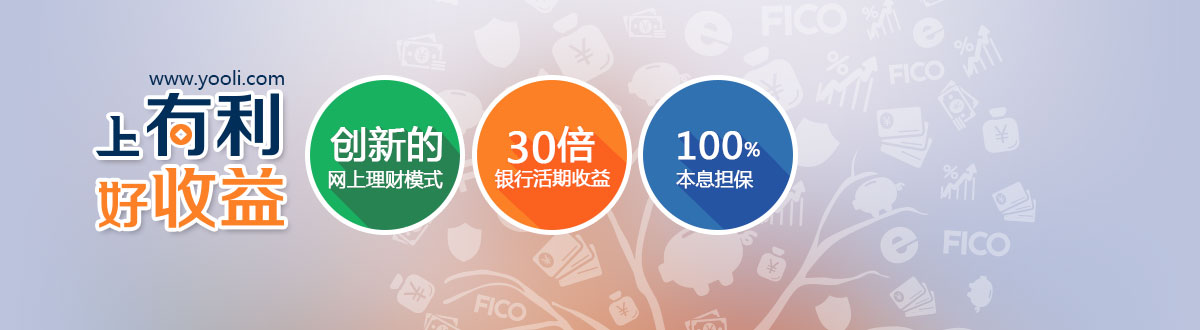 www.yooli.com
上有利
好收益
创新的
网上理财模式
30倍
银行活期收益
100%
本息担保
FICO
FICO
FICO
FICO